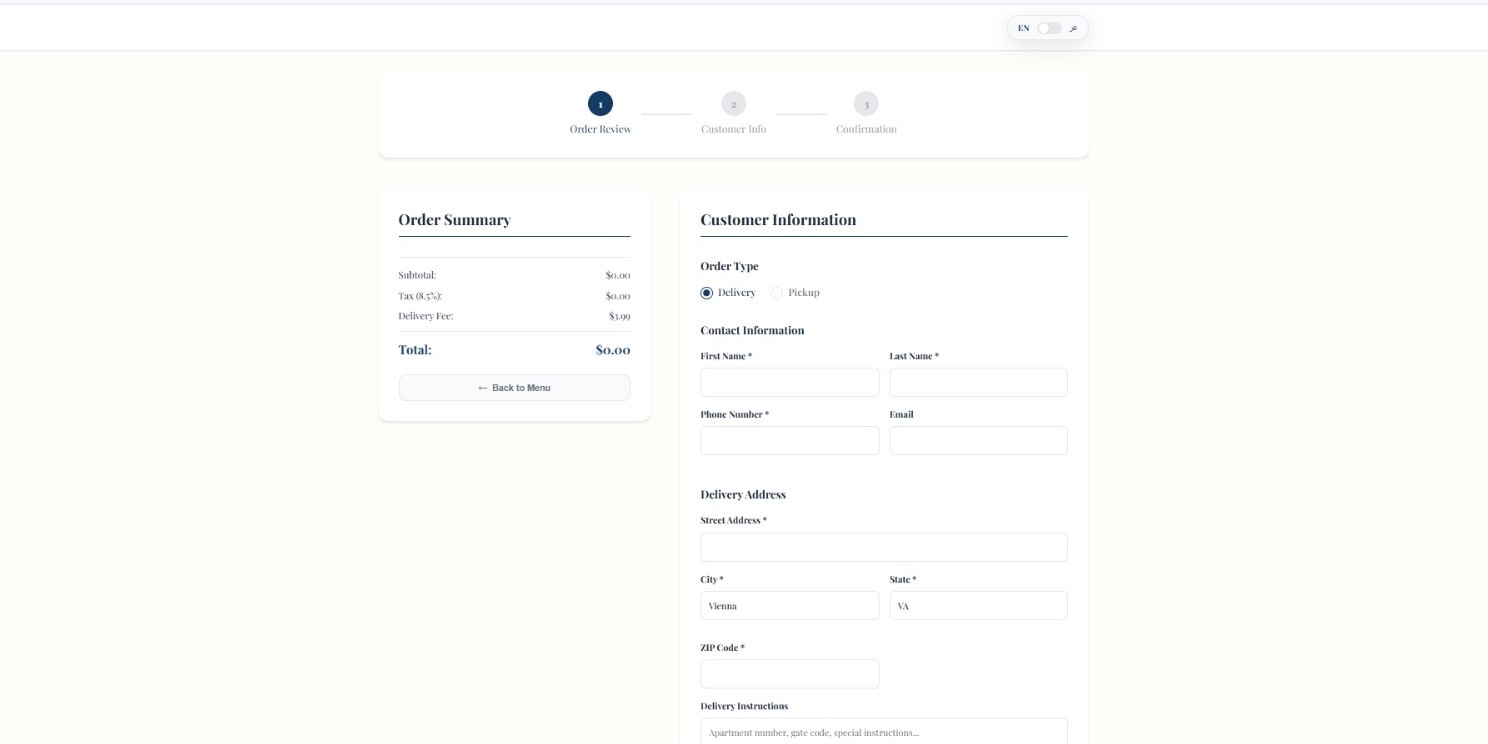 EN عر
1 2 3
Order Review Customer Info Confirmation
Order Summary
Subtotal: $0.00
Tax (8.5%): $0.00
Delivery Fee: $3.99
Total: $0.00
← Back to Menu
Customer Information
Order Type
Delivery Pickup
Contact Information
First Name * Last Name *
Phone Number * Email
Delivery Address
Street Address *
City * State *
Vienna VA
ZIP Code *
Delivery Instructions
Apartment number, gate code, special instructions...